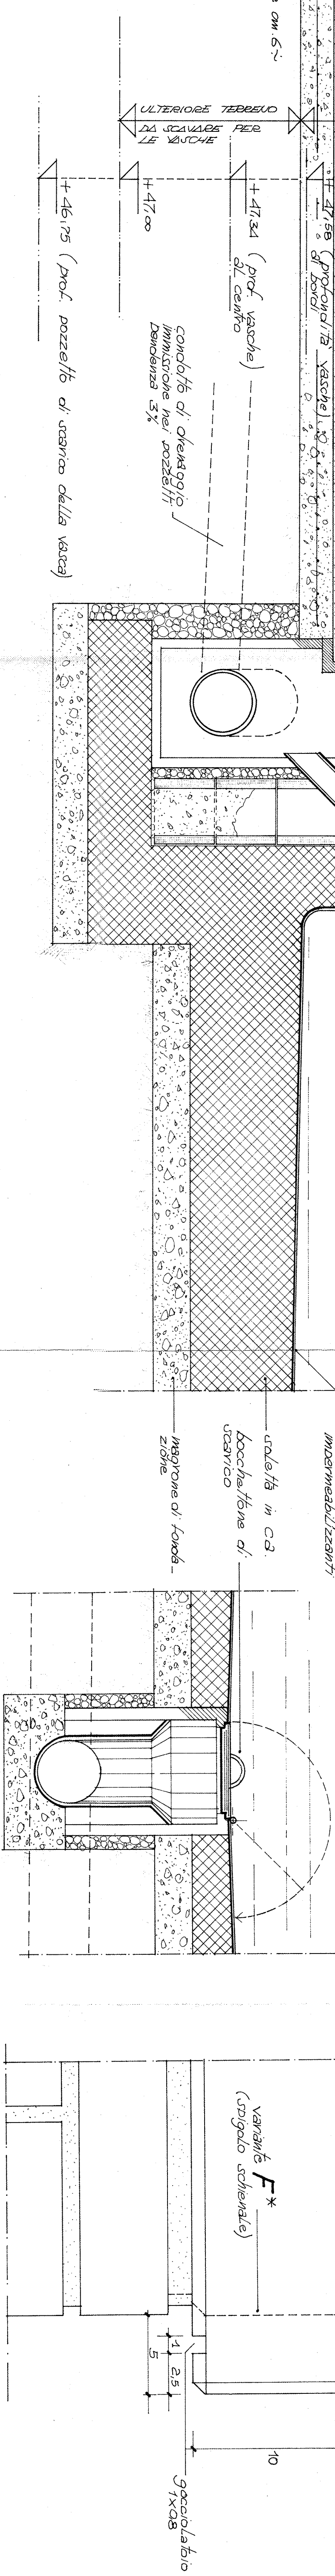 cm. 6÷
ULTERIORE TERRENO
DA SCAVARE PER
LE VASCHE
+ 47,58 (profondità vasche)
ai bordi
+ 47,34 (prof. vasche)
al centro
+ 47,00
+ 46,75 (prof. pozzetto di scarico della vasca)
condotto di drenaggio
immissione nei pozzetti
pendenza 3%
impermeabilizzanti
soletta in c.a.
bocchettone di
scarico
magrone di fonda-
zione
variante F*
(spigolo schienale)
1
2,5
5
10
gocciolatoio
1x0,8